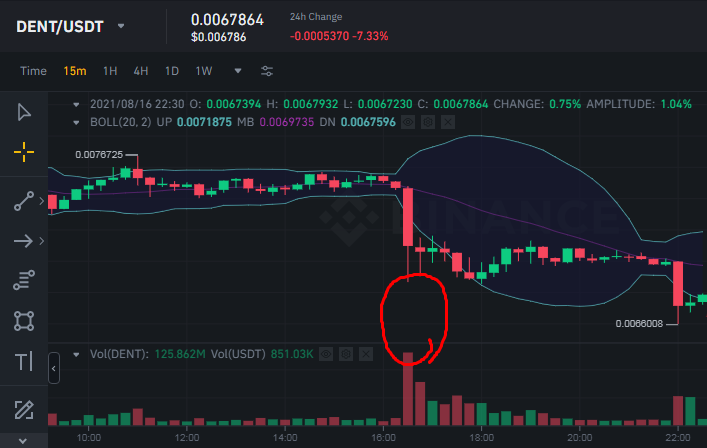 DENT/USDT 0.0067864 24h Change
$0.006786 -0.0005370 -7.33%
Time 15m 1H 4H 1D 1W
2021/08/16 22:30 O: 0.0067394 H: 0.0067932 L: 0.0067230 C: 0.0067864 CHANGE: 0.75% AMPLITUDE: 1.04%
BOLL(20, 2) UP 0.0071875 MB 0.0069735 DN 0.0067596
0.0076725
BINANCE
0.0066008
Vol(DENT): 125.862M Vol(USDT) 851.03K
10:00 12:00 14:00 16:00 18:00 20:00 22:00